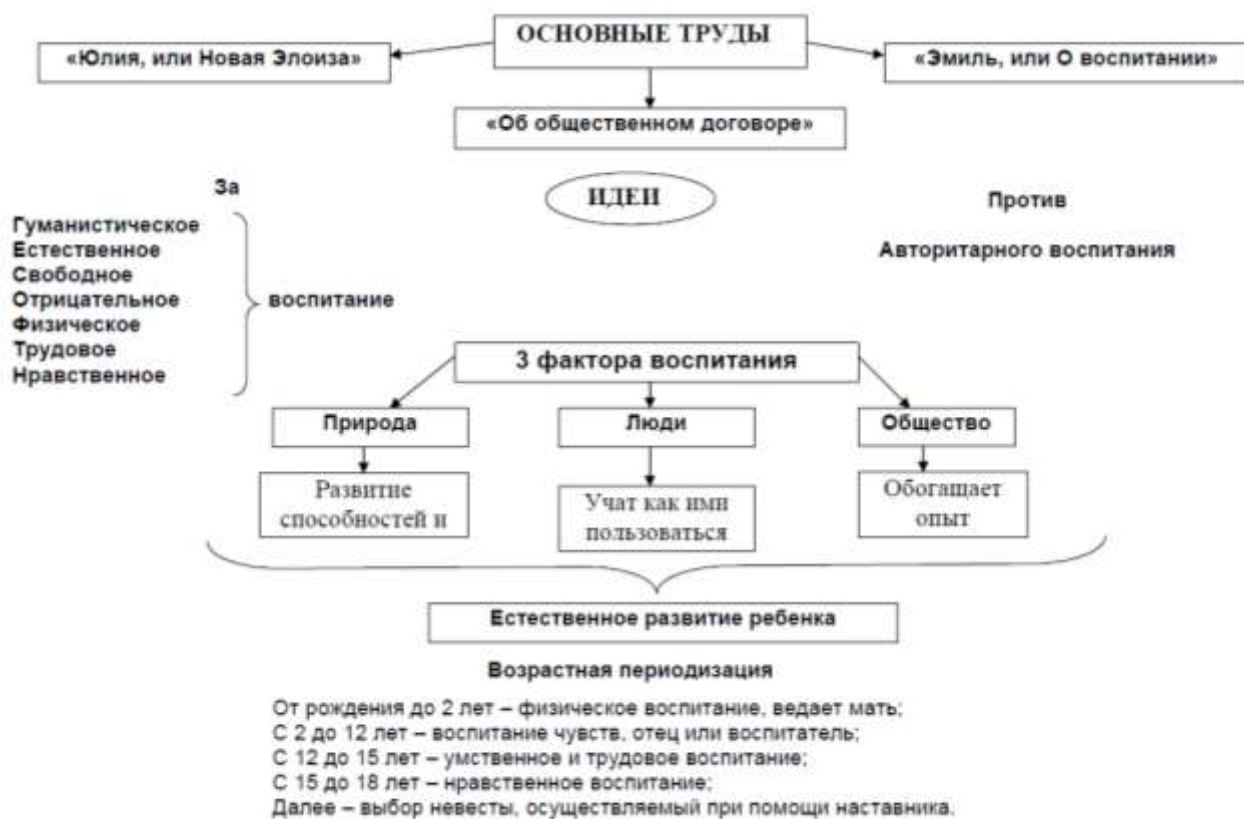 ОСНОВНЫЕ ТРУДЫ
«Юлия, или Новая Элоиза»
«Эмиль, или О воспитании»
«Об общественном договоре»
ИДЕИ
За
Гуманистическое
Естественное
Свободное
Отрицательное
Физическое
Трудовое
Нравственное
воспитание
Против
Авторитарного воспитания
3 фактора воспитания
Природа
Люди
Общество
Развитие
способностей и
Учат как ими
пользоваться
Обогащает
опыт
Естественное развитие ребенка
Возрастная периодизация
От рождения до 2 лет – физическое воспитание, ведает мать;
С 2 до 12 лет – воспитание чувств, отец или воспитатель;
С 12 до 15 лет – умственное и трудовое воспитание;
С 15 до 18 лет – нравственное воспитание;
Далее – выбор невесты, осуществляемый при помощи наставника.